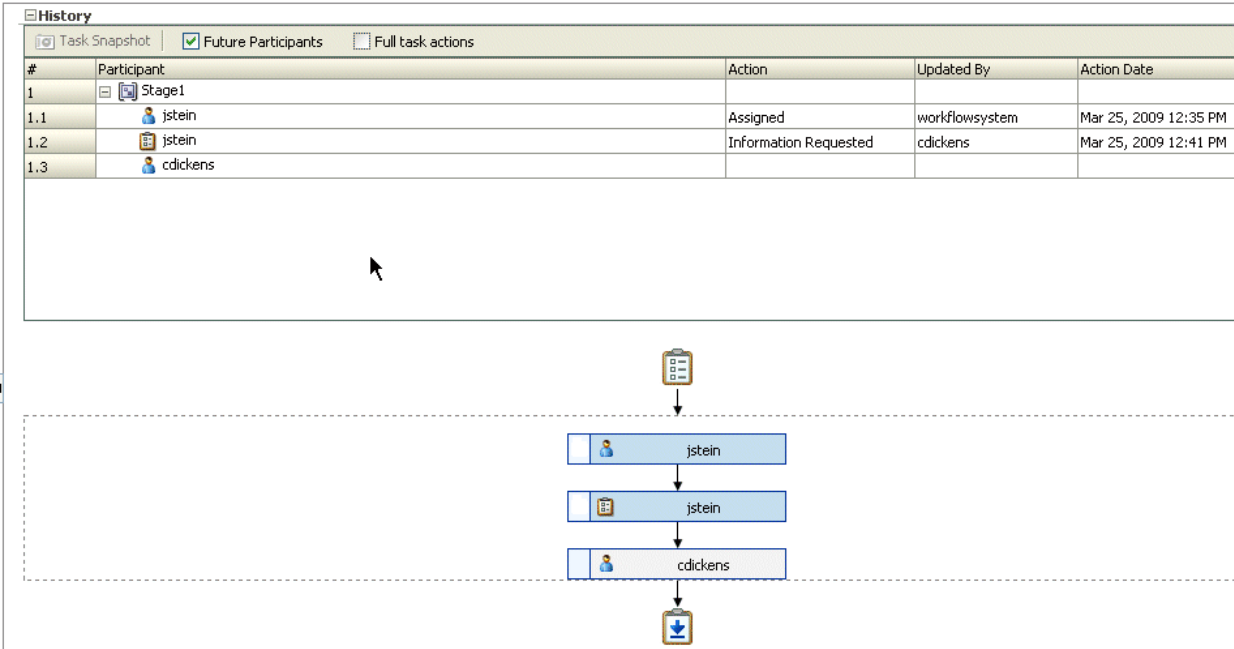 History
Task Snapshot Future Participants Full task actions
# Participant Action Updated By Action Date
1 Stage1
1.1 jstein Assigned workflowsystem Mar 25, 2009 12:35 PM
1.2 jstein Information Requested cdickens Mar 25, 2009 12:41 PM
1.3 cdickens
jstein
jstein
cdickens